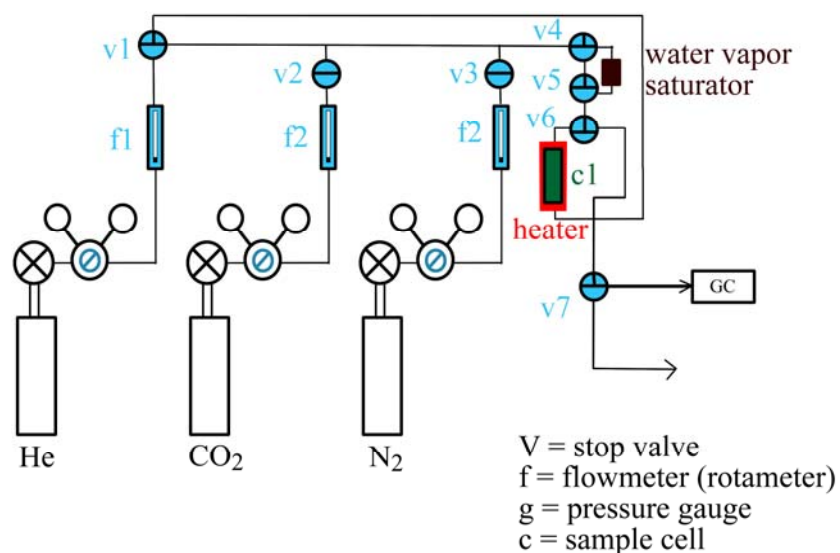 v1
v2
v3
v4
v5
v6
water vapor
saturator
f1
f2
f2
c1
heater
v7
GC
He
CO₂
N₂
V = stop valve
f = flowmeter (rotameter)
g = pressure gauge
c = sample cell